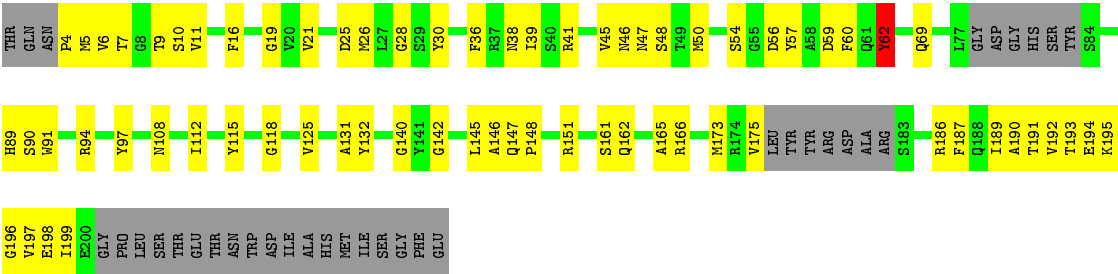 THR GLN ASN P4 M5 V6 T7 G8 T9 S10 V11 F16 G19 V20 V21 D25 M26 L27 G28 S29 Y30 F36 R37 N38 I39 S40 R41 V45 N46 N47 S48 T49 M50 S54 G55 D56 Y57 A58 D59 F60 Q61 Y62 Q69 L77 GLY ASP GLY HIS SER TYR S84
H89 S90 W91 R94 Y97 N108 I112 Y115 G118 V125 A131 Y132 G140 Y141 G142 L145 A146 Q147 P148 R151 S161 Q162 A165 R166 M173 R174 V175 LEU TYR TYR ARG ASP ALA ARG S183 R186 F187 Q188 I189 A190 T191 V192 T193 E194 K195
G196 V197 E198 I199 E200 GLY PRO LEU SER THR GLU THR ASN TRP ASP ILE ALA HIS MET ILE SER GLY PHE GLU